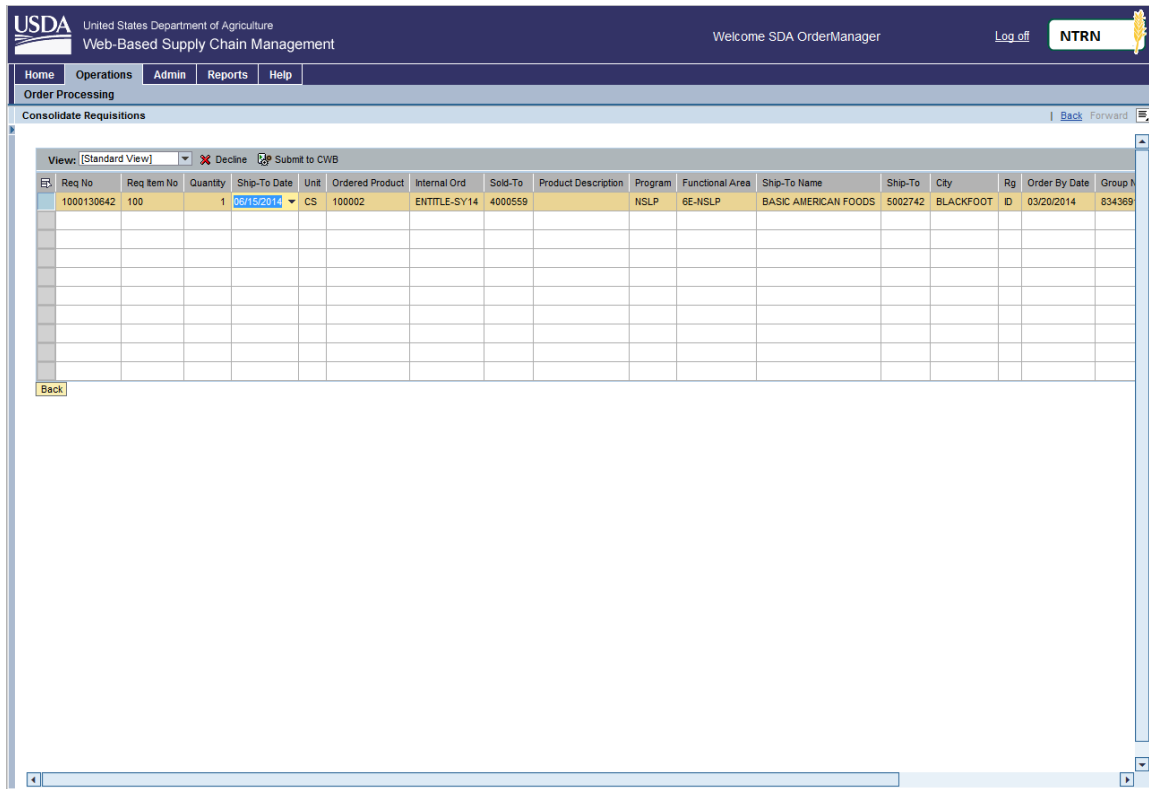 USDA United States Department of Agriculture
Web-Based Supply Chain Management
Welcome SDA OrderManager Log off NTRN
Home Operations Admin Reports Help
Order Processing
Consolidate Requisitions | Back Forward
View: [Standard View] Decline Submit to CWB
Req No Req Item No Quantity Ship-To Date Unit Ordered Product Internal Ord Sold-To Product Description Program Functional Area Ship-To Name Ship-To City Rg Order By Date Group N
1000130642 100 1 06/15/2014 CS 100002 ENTITLE-SY14 4000559 NSLP 6E-NSLP BASIC AMERICAN FOODS 5002742 BLACKFOOT ID 03/20/2014 834369
Back